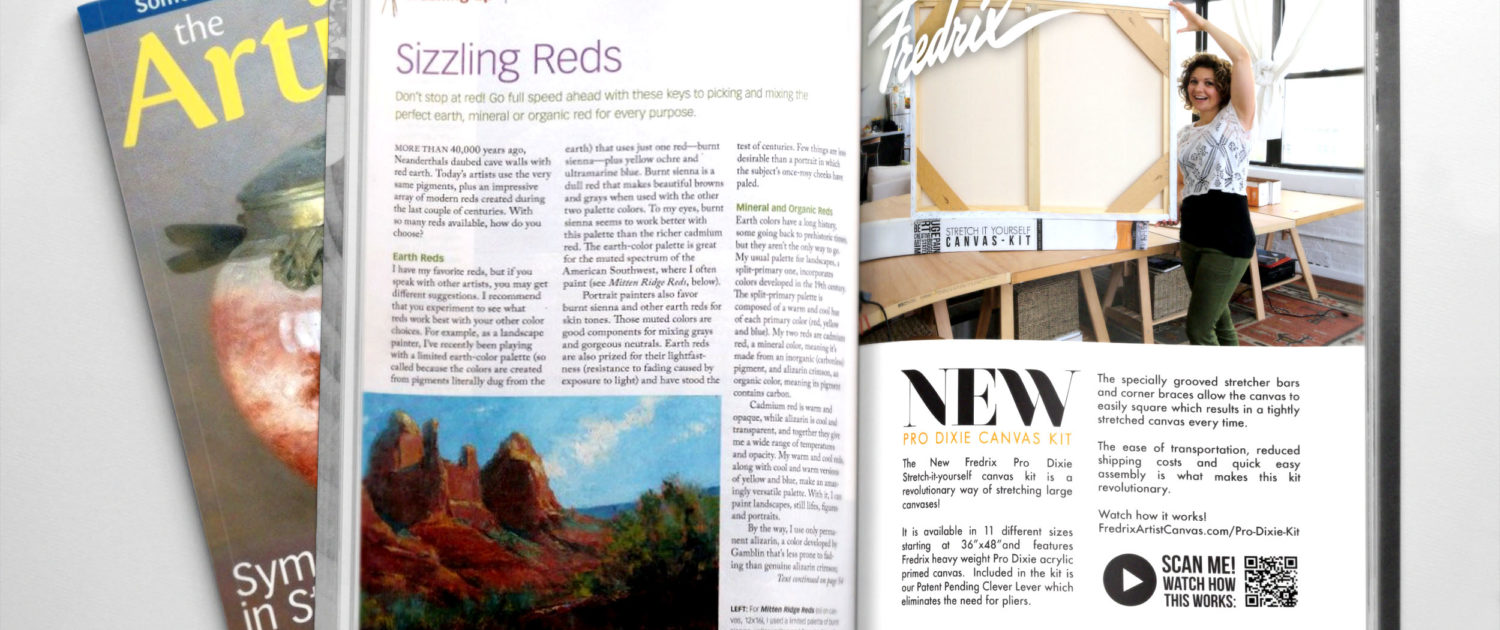 the
Arti
Sym
in S
Sizzling Reds
Don't stop at red! Go full speed ahead with these keys to picking and mixing the
perfect earth, mineral or organic red for every purpose.
MORE THAN 40,000 years ago,
Neanderthals daubed cave walls with
red earth. Today's artists use the very
same pigments, plus an impressive
array of modern reds created during
the last couple of centuries. With
so many reds available, how do you
choose?
Earth Reds
I have my favorite reds, but if you
speak with other artists, you may get
different suggestions. I recommend
that you experiment to see what
reds work best with your other color
choices. For example, as a landscape
painter, I've recently been playing
with a limited earth-color palette (so
called because the colors are created
from pigments literally dug from the
earth) that uses just one red—burnt
sienna—plus yellow ochre and
ultramarine blue. Burnt sienna is a
dull red that makes beautiful browns
and grays when used with the other
two palette colors. To my eyes, burnt
sienna seems to work better with
this palette than the richer cadmium
red. The earth-color palette is great
for the muted spectrum of the
American Southwest, where I often
paint (see Mitten Ridge Reds, below).
Portrait painters also favor
burnt sienna and other earth reds for
skin tones. Those muted colors are
good components for mixing grays
and gorgeous neutrals. Earth reds
are also prized for their lightfast-
ness (resistance to fading caused by
exposure to light) and have stood the
test of centuries. Few things are less
desirable than a portrait in which
the subject's once-rosy cheeks have
paled.
Mineral and Organic Reds
Earth colors have a long history,
some going back to prehistoric times,
but they aren't the only way to go.
My usual palette for landscapes, a
split-primary one, incorporates
colors developed in the 19th century.
The split-primary palette is
composed of a warm and cool hue
of each primary color (red, yellow
and blue). My two reds are cadmium
red, a mineral color, meaning it's
made from an inorganic (carbonless)
pigment, and alizarin crimson, an
organic color, meaning its pigment
contains carbon.
Cadmium red is warm and
opaque, while alizarin is cool and
transparent, and together they give
me a wide range of temperatures
and opacity. My warm and cool reds,
along with cool and warm versions
of yellow and blue, make an amaz-
ingly versatile palette. With it, I can
paint landscapes, still lifes, figures
and portraits.
By the way, I use only perma-
nent alizarin, a color developed by
Gamblin that's less prone to fad-
ing than genuine alizarin crimson.
Text continued on page
LEFT: For Mitten Ridge Reds (oil on can-
vas, 12x16), I used a limited palette of burnt
Fredrix
STRETCH IT YOURSELF
CANVAS-KIT
NEW
PRO DIXIE CANVAS KIT
The New Fredrix Pro Dixie
Stretch-it-yourself canvas kit is a
revolutionary way of stretching large
canvases!
It is available in 11 different sizes
starting at 36"x48"and features
Fredrix heavy weight Pro Dixie acrylic
primed canvas. Included in the kit is
our Patent Pending Clever Lever which
eliminates the need for pliers.
The specially grooved stretcher bars
and corner braces allow the canvas to
easily square which results in a tightly
stretched canvas every time.
The ease of transportation, reduced
shipping costs and quick easy
assembly is what makes this kit
revolutionary.
Watch how it works!
FredrixArtistCanvas.com/Pro-Dixie-Kit
SCAN ME!
WATCH HOW
THIS WORKS: